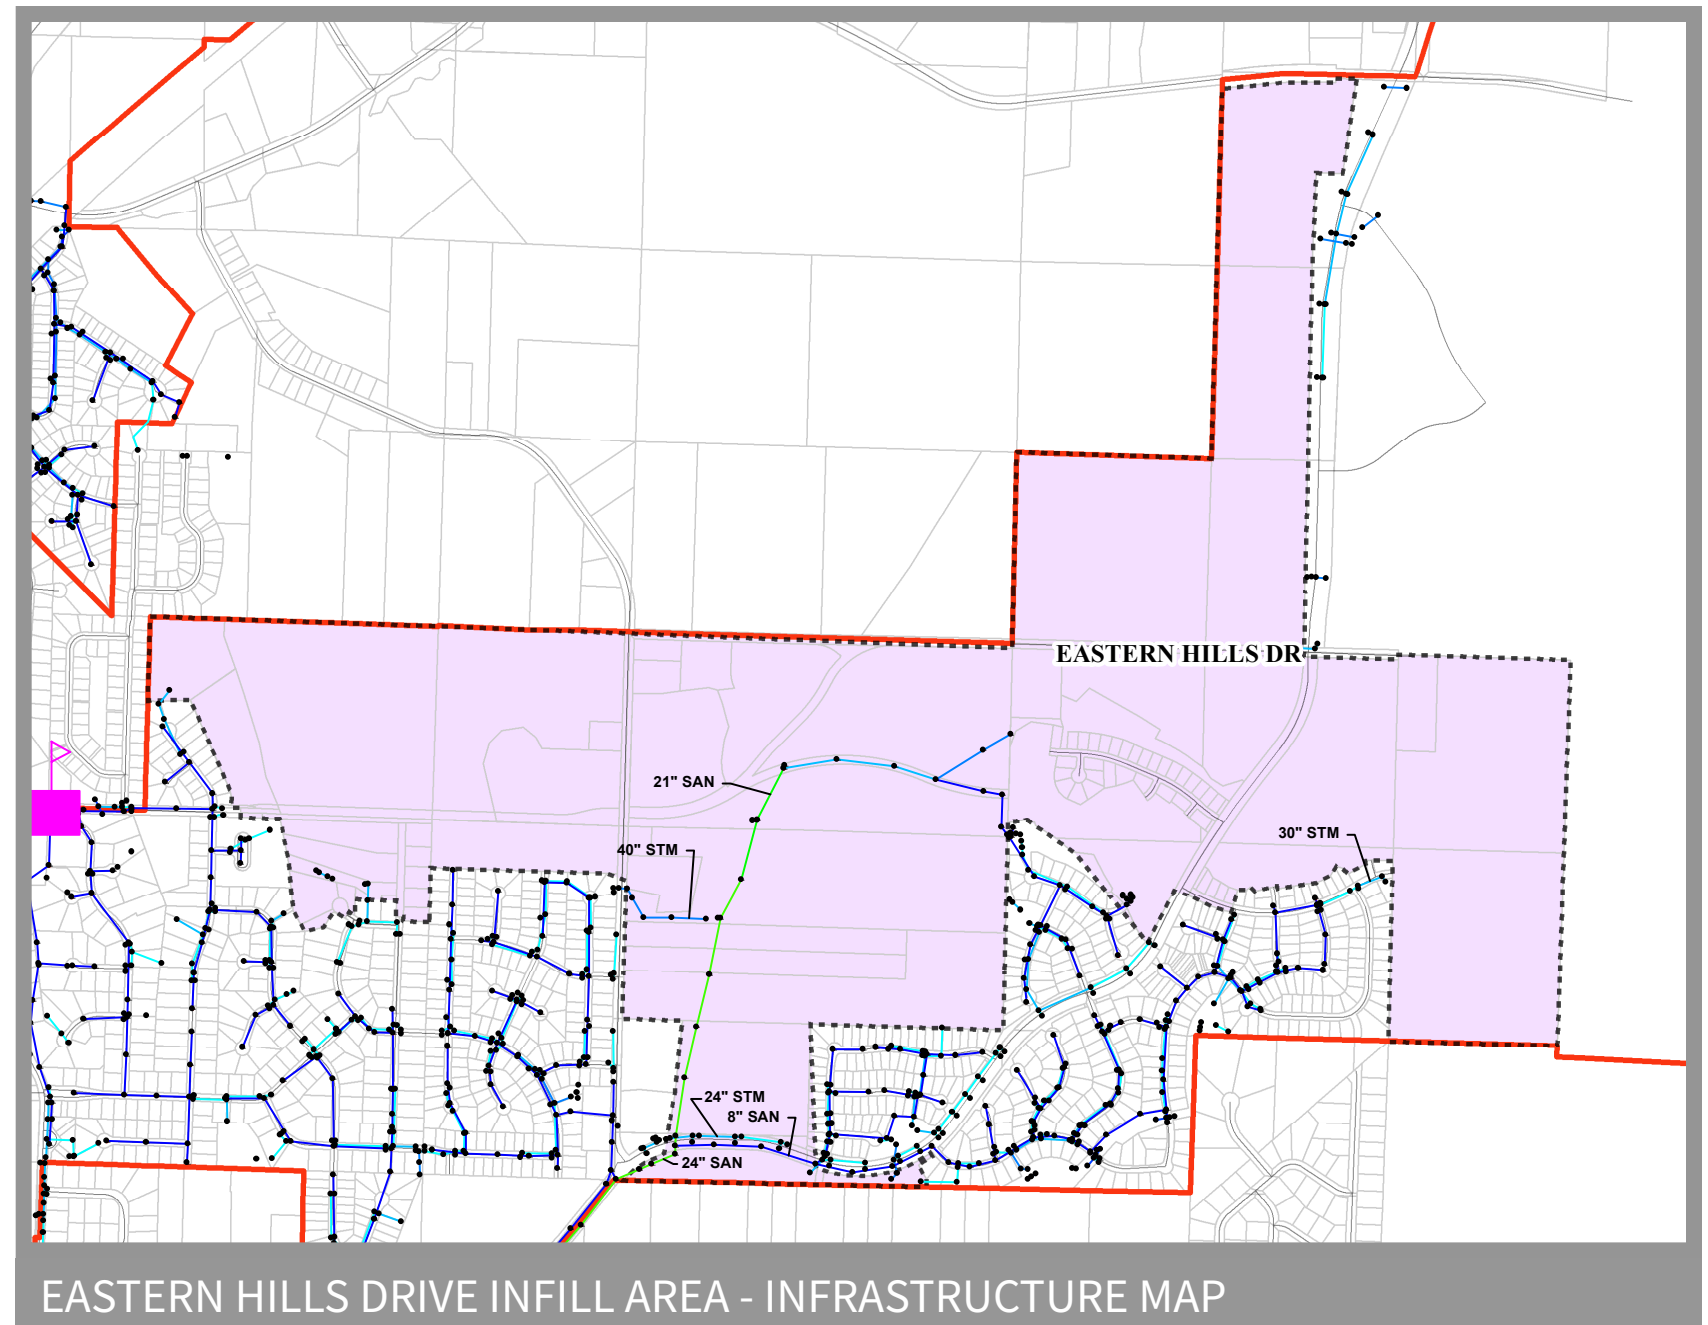 EASTERN HILLS DR
21" SAN
30" STM
40" STM
24" STM
8" SAN
24" SAN
EASTERN HILLS DRIVE INFILL AREA - INFRASTRUCTURE MAP